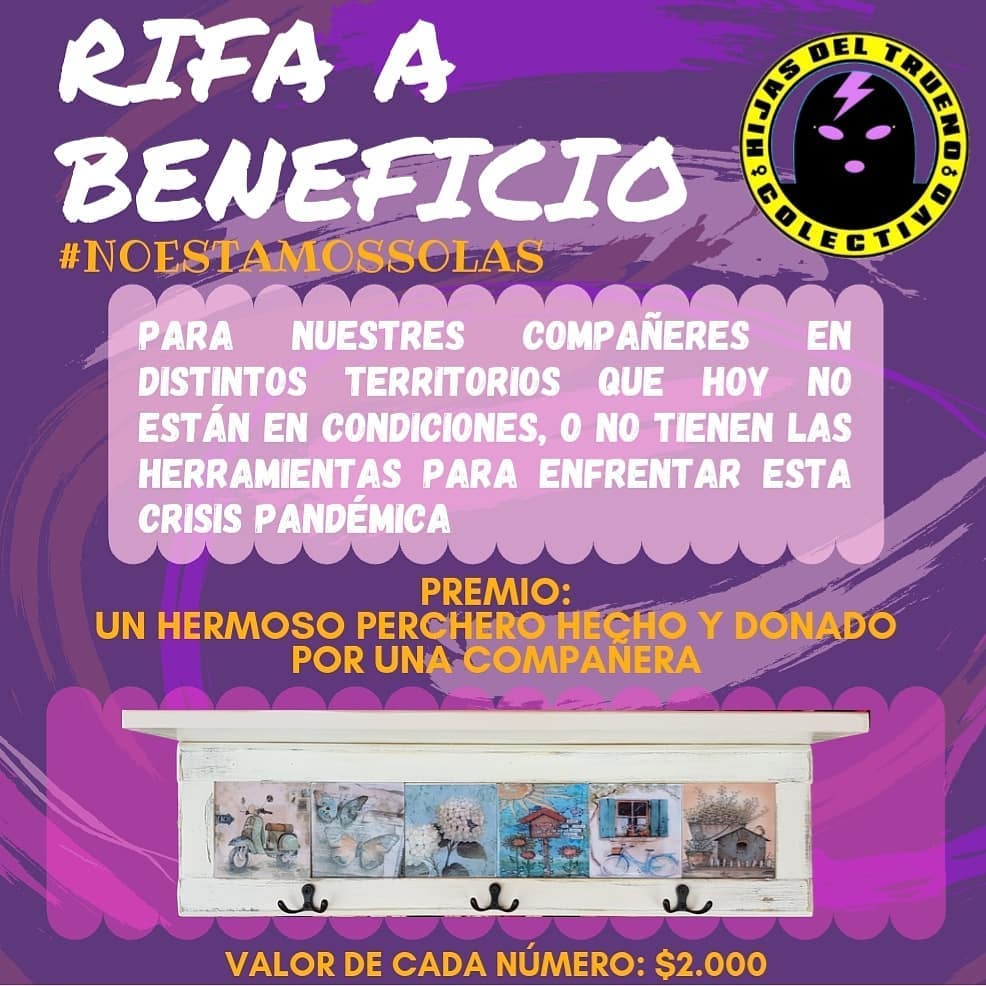 RIFA A
BENEFICIO
#NOESTAMOSSOLAS
HIJAS DEL TRUENO
COLECTIVO
PARA NUESTRES COMPAÑERES EN
DISTINTOS TERRITORIOS QUE HOY NO
ESTÁN EN CONDICIONES, O NO TIENEN LAS
HERRAMIENTAS PARA ENFRENTAR ESTA
CRISIS PANDÉMICA
PREMIO:
UN HERMOSO PERCHERO HECHO Y DONADO
POR UNA COMPAÑERA
VALOR DE CADA NÚMERO: $2.000